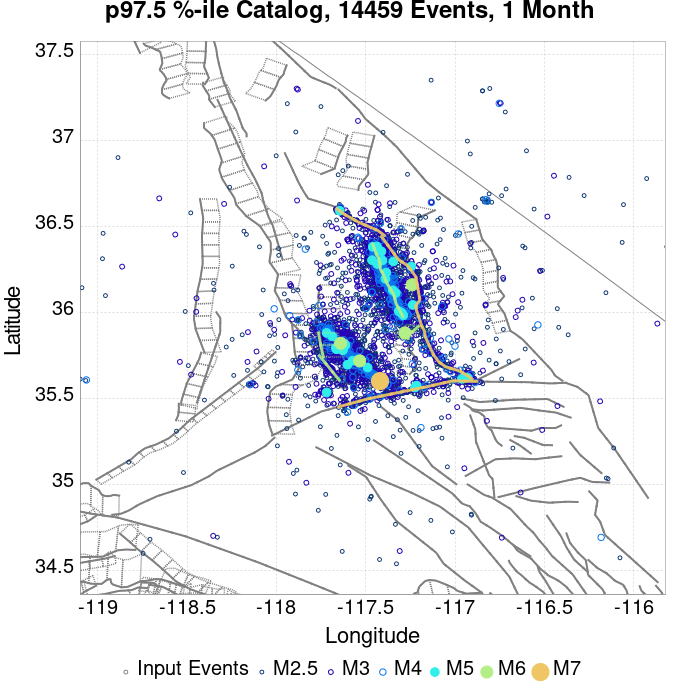 p97.5 %-ile Catalog, 14459 Events, 1 Month
37.5
37
36.5
36
35.5
35
34.5
Latitude
-119 -118.5 -118 -117.5 -117 -116.5 -116
Longitude
Input Events M2.5 M3 M4 M5 M6 M7